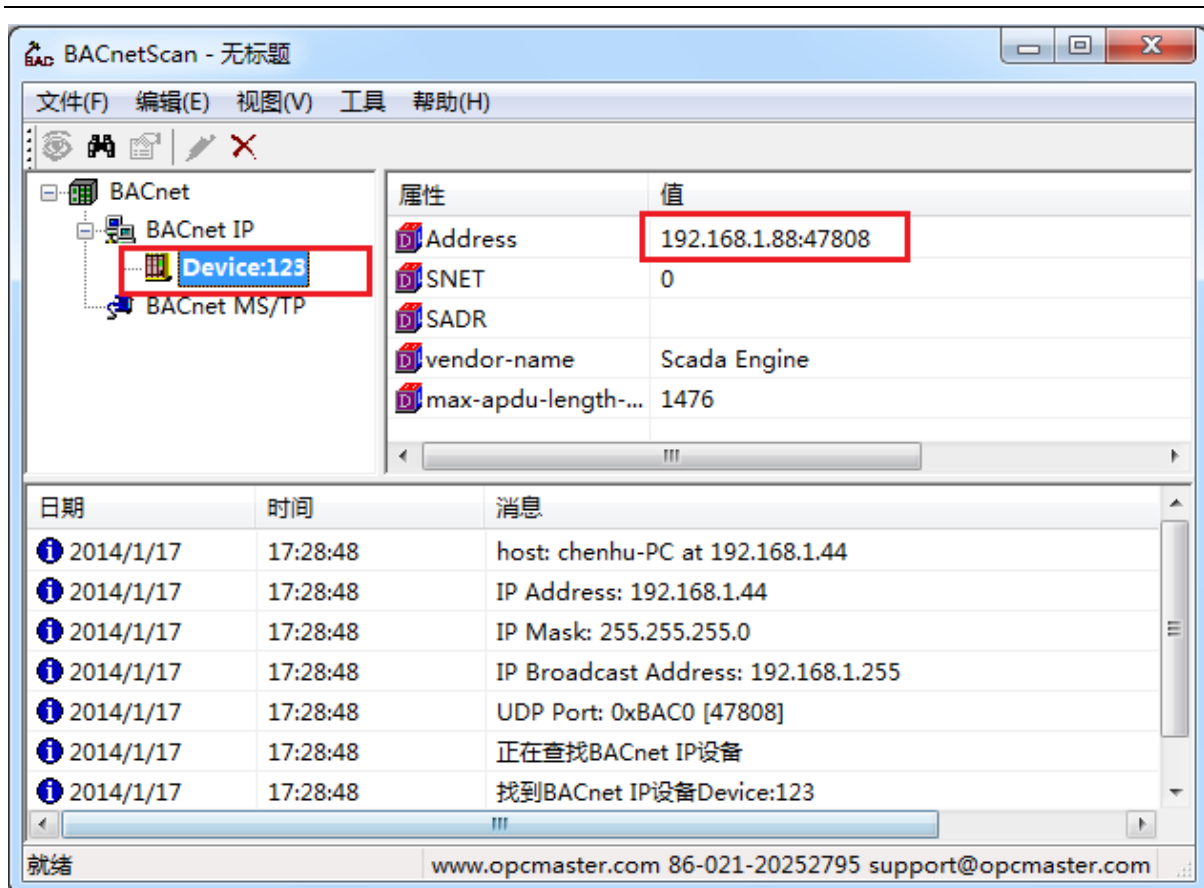 BACnetScan - 无标题
文件(F) 编辑(E) 视图(V) 工具 帮助(H)
BACnet
BACnet IP
Device:123
BACnet MS/TP
属性 值
Address 192.168.1.88:47808
SNET 0
SADR
vendor-name Scada Engine
max-apdu-length-... 1476
日期 时间 消息
2014/1/17 17:28:48 host: chenhu-PC at 192.168.1.44
2014/1/17 17:28:48 IP Address: 192.168.1.44
2014/1/17 17:28:48 IP Mask: 255.255.255.0
2014/1/17 17:28:48 IP Broadcast Address: 192.168.1.255
2014/1/17 17:28:48 UDP Port: 0xBAC0 [47808]
2014/1/17 17:28:48 正在查找BACnet IP设备
2014/1/17 17:28:48 找到BACnet IP设备Device:123
就绪 www.opcmaster.com 86-021-20252795 support@opcmaster.com